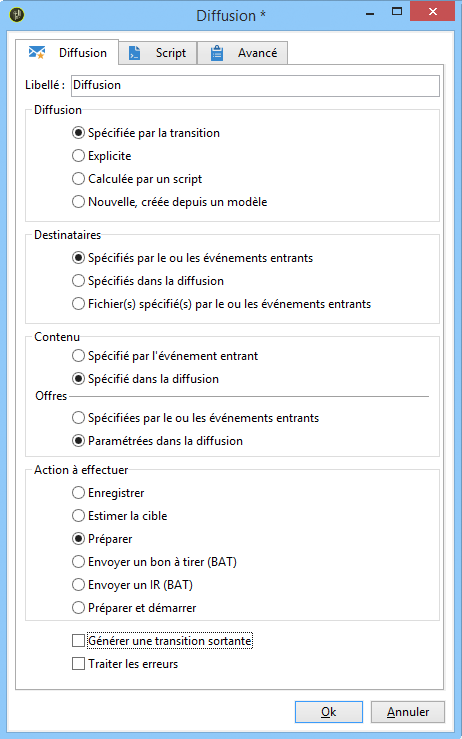 Diffusion *
Diffusion Script Avancé
Libellé : Diffusion
Diffusion
Spécifiée par la transition
Explicite
Calculée par un script
Nouvelle, créée depuis un modèle
Destinataires
Spécifiés par le ou les événements entrants
Spécifiés dans la diffusion
Fichier(s) spécifié(s) par le ou les événements entrants
Contenu
Spécifié par l'événement entrant
Spécifié dans la diffusion
Offres
Spécifiées par le ou les événements entrants
Paramétrées dans la diffusion
Action à effectuer
Enregistrer
Estimer la cible
Préparer
Envoyer un bon à tirer (BAT)
Envoyer un IR (BAT)
Préparer et démarrer
Générer une transition sortante
Traiter les erreurs
Ok Annuler